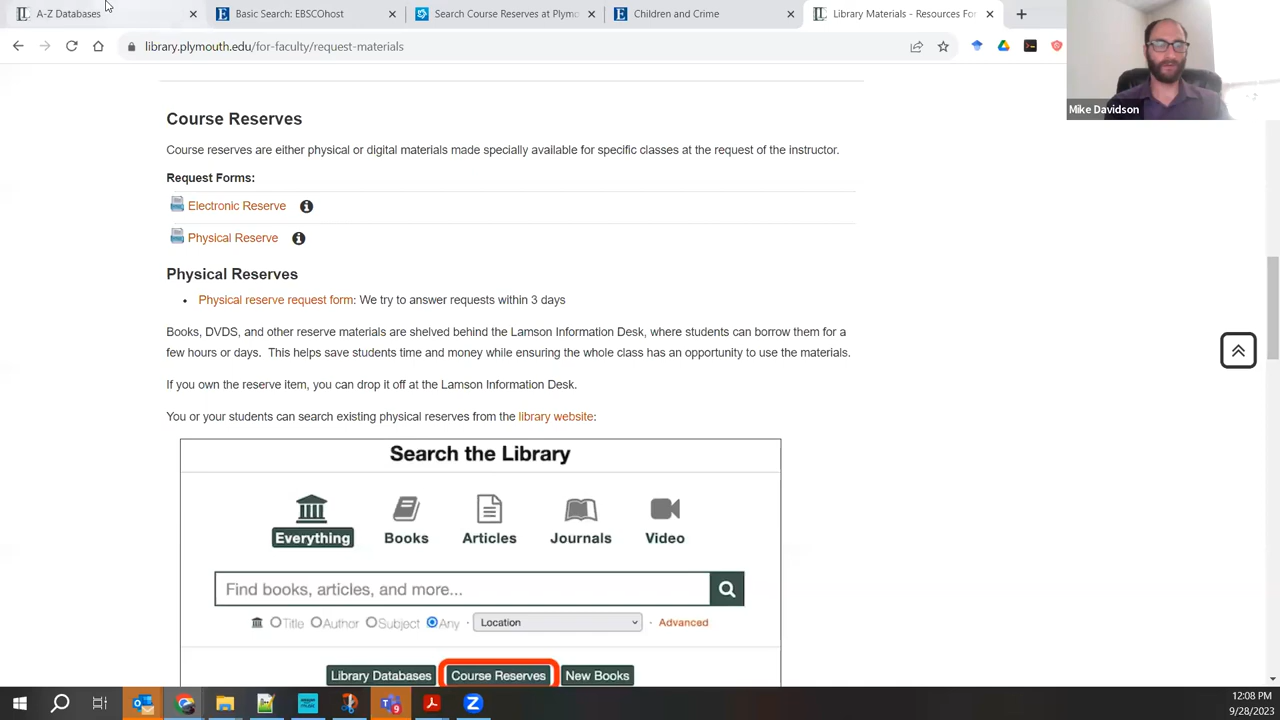 A-Z Databases
Basic Search: EBSCOhost
Search Course Reserves at Plymo
Children and Crime
Library Materials - Resources For
library.plymouth.edu/for-faculty/request-materials
Mike Davidson
Course Reserves
Course reserves are either physical or digital materials made specially available for specific classes at the request of the instructor.
Request Forms:
Electronic Reserve
Physical Reserve
Physical Reserves
• Physical reserve request form: We try to answer requests within 3 days
Books, DVDS, and other reserve materials are shelved behind the Lamson Information Desk, where students can borrow them for a
few hours or days. This helps save students time and money while ensuring the whole class has an opportunity to use the materials.
If you own the reserve item, you can drop it off at the Lamson Information Desk.
You or your students can search existing physical reserves from the library website:
Search the Library
Everything Books Articles Journals Video
Find books, articles, and more...
Title Author Subject Any · Location · Advanced
Library Databases Course Reserves New Books
12:08 PM
9/28/2023